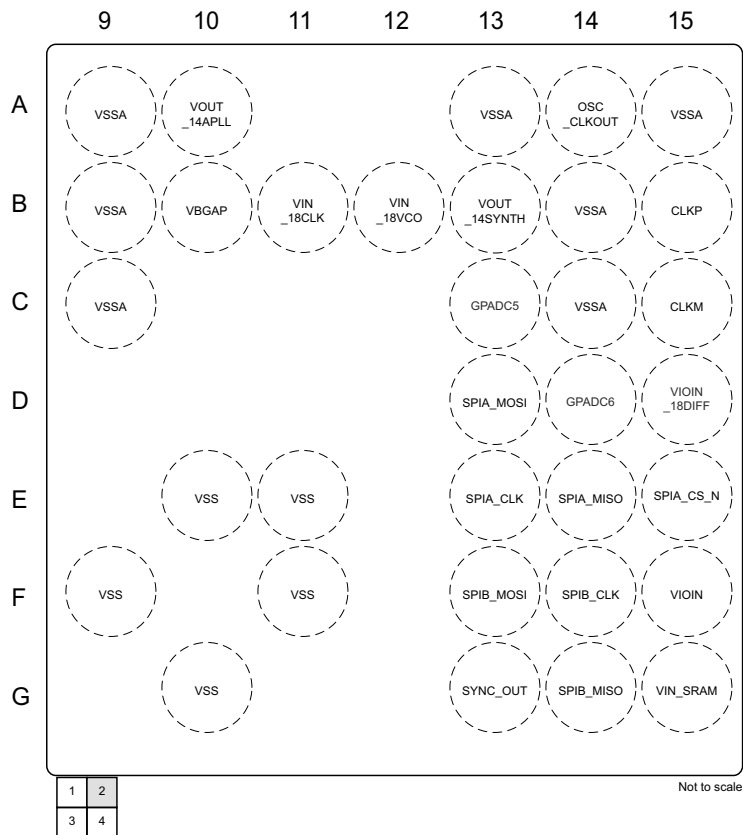 9 10 11 12 13 14 15
A
VSSA
VOUT
_14APLL
VSSA
OSC
_CLKOUT
VSSA
B
VSSA
VBGAP
VIN
_18CLK
VIN
_18VCO
VOUT
_14SYNTH
VSSA
CLKP
C
VSSA
GPADC5
VSSA
CLKM
D
SPIA_MOSI
GPADC6
VIOIN
_18DIFF
E
VSS
VSS
SPIA_CLK
SPIA_MISO
SPIA_CS_N
F
VSS
VSS
SPIB_MOSI
SPIB_CLK
VIOIN
G
VSS
SYNC_OUT
SPIB_MISO
VIN_SRAM
1 2
3 4
Not to scale